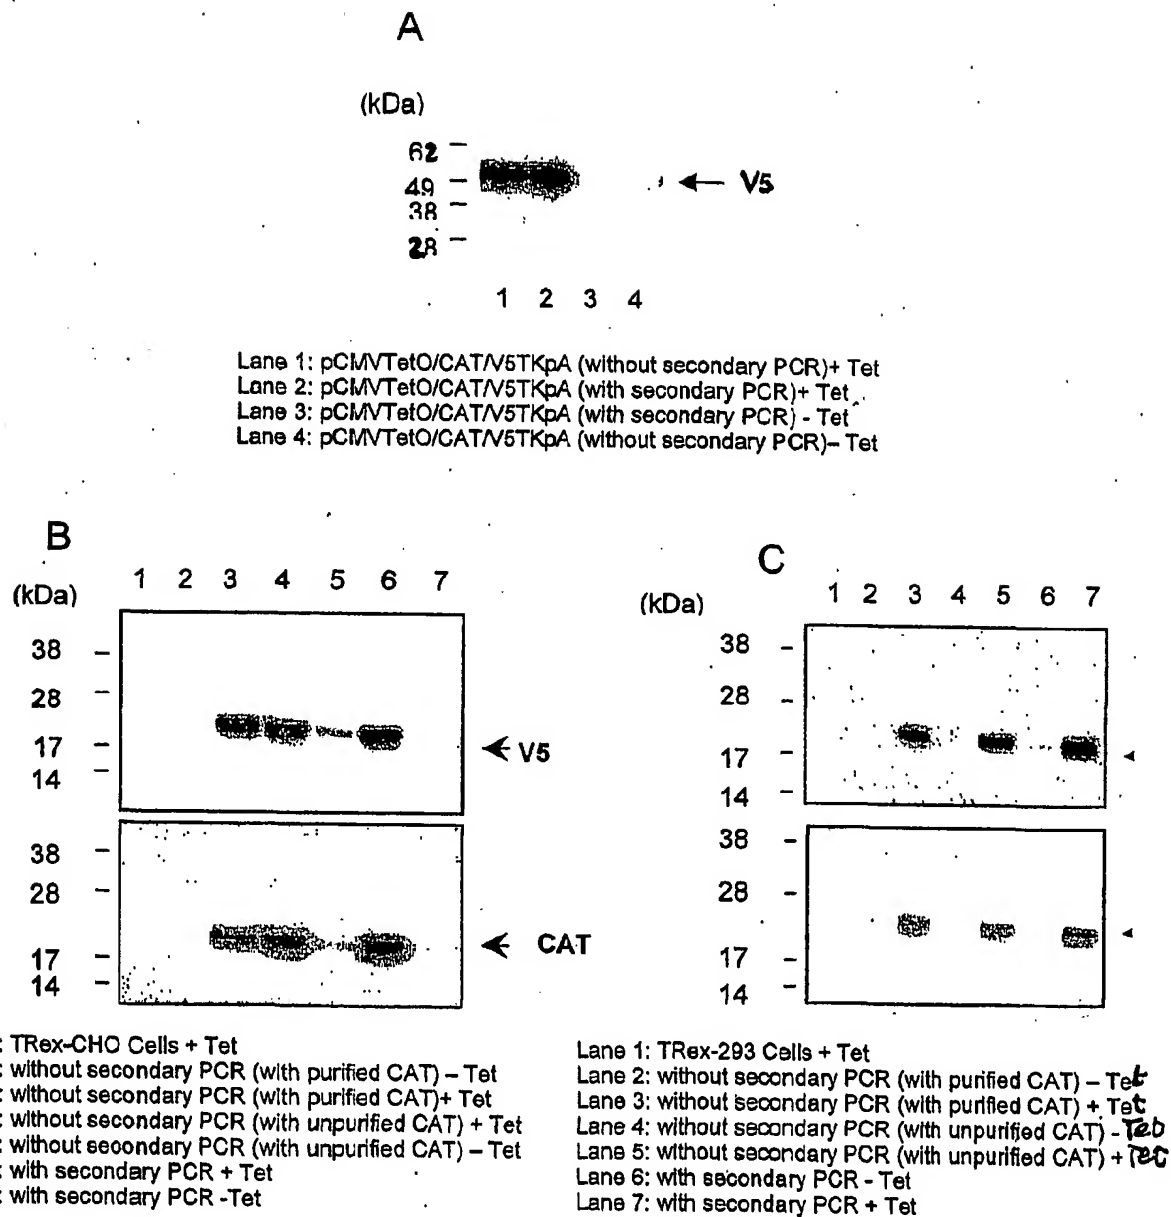 A
(kDa)
62
49
38
28
V5
1 2 3 4
Lane 1: pCMVTetO/CAT/V5TKpA (without secondary PCR)+ Tet
Lane 2: pCMVTetO/CAT/V5TKpA (with secondary PCR)+ Tet
Lane 3: pCMVTetO/CAT/V5TKpA (with secondary PCR) - Tet
Lane 4: pCMVTetO/CAT/V5TKpA (without secondary PCR)– Tet
B
(kDa)
1 2 3 4 5 6 7
38
28
17
14
V5
38
28
17
14
CAT
: TRex-CHO Cells + Tet
: without secondary PCR (with purified CAT) – Tet
: without secondary PCR (with purified CAT)+ Tet
: without secondary PCR (with unpurified CAT) + Tet
: without secondary PCR (with unpurified CAT) – Tet
: with secondary PCR + Tet
: with secondary PCR -Tet
C
(kDa)
1 2 3 4 5 6 7
38
28
17
14
38
28
17
14
Lane 1: TRex-293 Cells + Tet
Lane 2: without secondary PCR (with purified CAT) – Tet
Lane 3: without secondary PCR (with purified CAT) + Tet
Lane 4: without secondary PCR (with unpurified CAT) - Tet
Lane 5: without secondary PCR (with unpurified CAT) + Tet
Lane 6: with secondary PCR - Tet
Lane 7: with secondary PCR + Tet